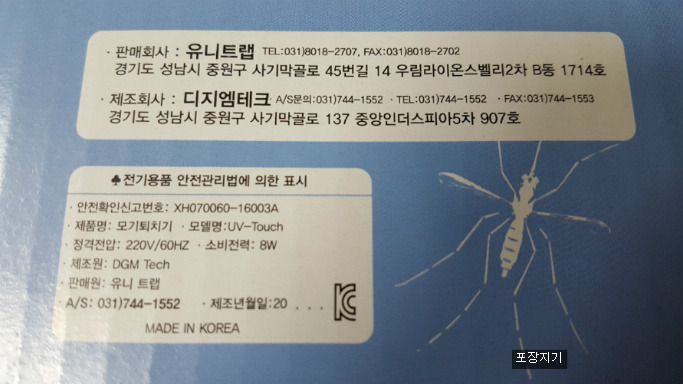 · 판매회사 : 유니트랩 TEL:031)8018-2707, FAX:031)8018-2702
경기도 성남시 중원구 사기막골로 45번길 14 우림라이온스벨리2차 B동 1714호
· 제조회사 : 디지엠테크 A/S문의:031)744-1552 · TEL:031)744-1552 · FAX:031)744-1553
경기도 성남시 중원구 사기막골로 137 중앙인더스피아5차 907호
♣전기용품 안전관리법에 의한 표시
· 안전확인신고번호: XH070060-16003A
· 제품명: 모기퇴치기 · 모델명:UV-Touch
· 정격전압: 220V/60HZ · 소비전력: 8W
· 제조원: DGM Tech
· 판매원: 유니 트랩
A/S: 031)744-1552 · 제조년월일:20 . . .
MADE IN KOREA
포장지기